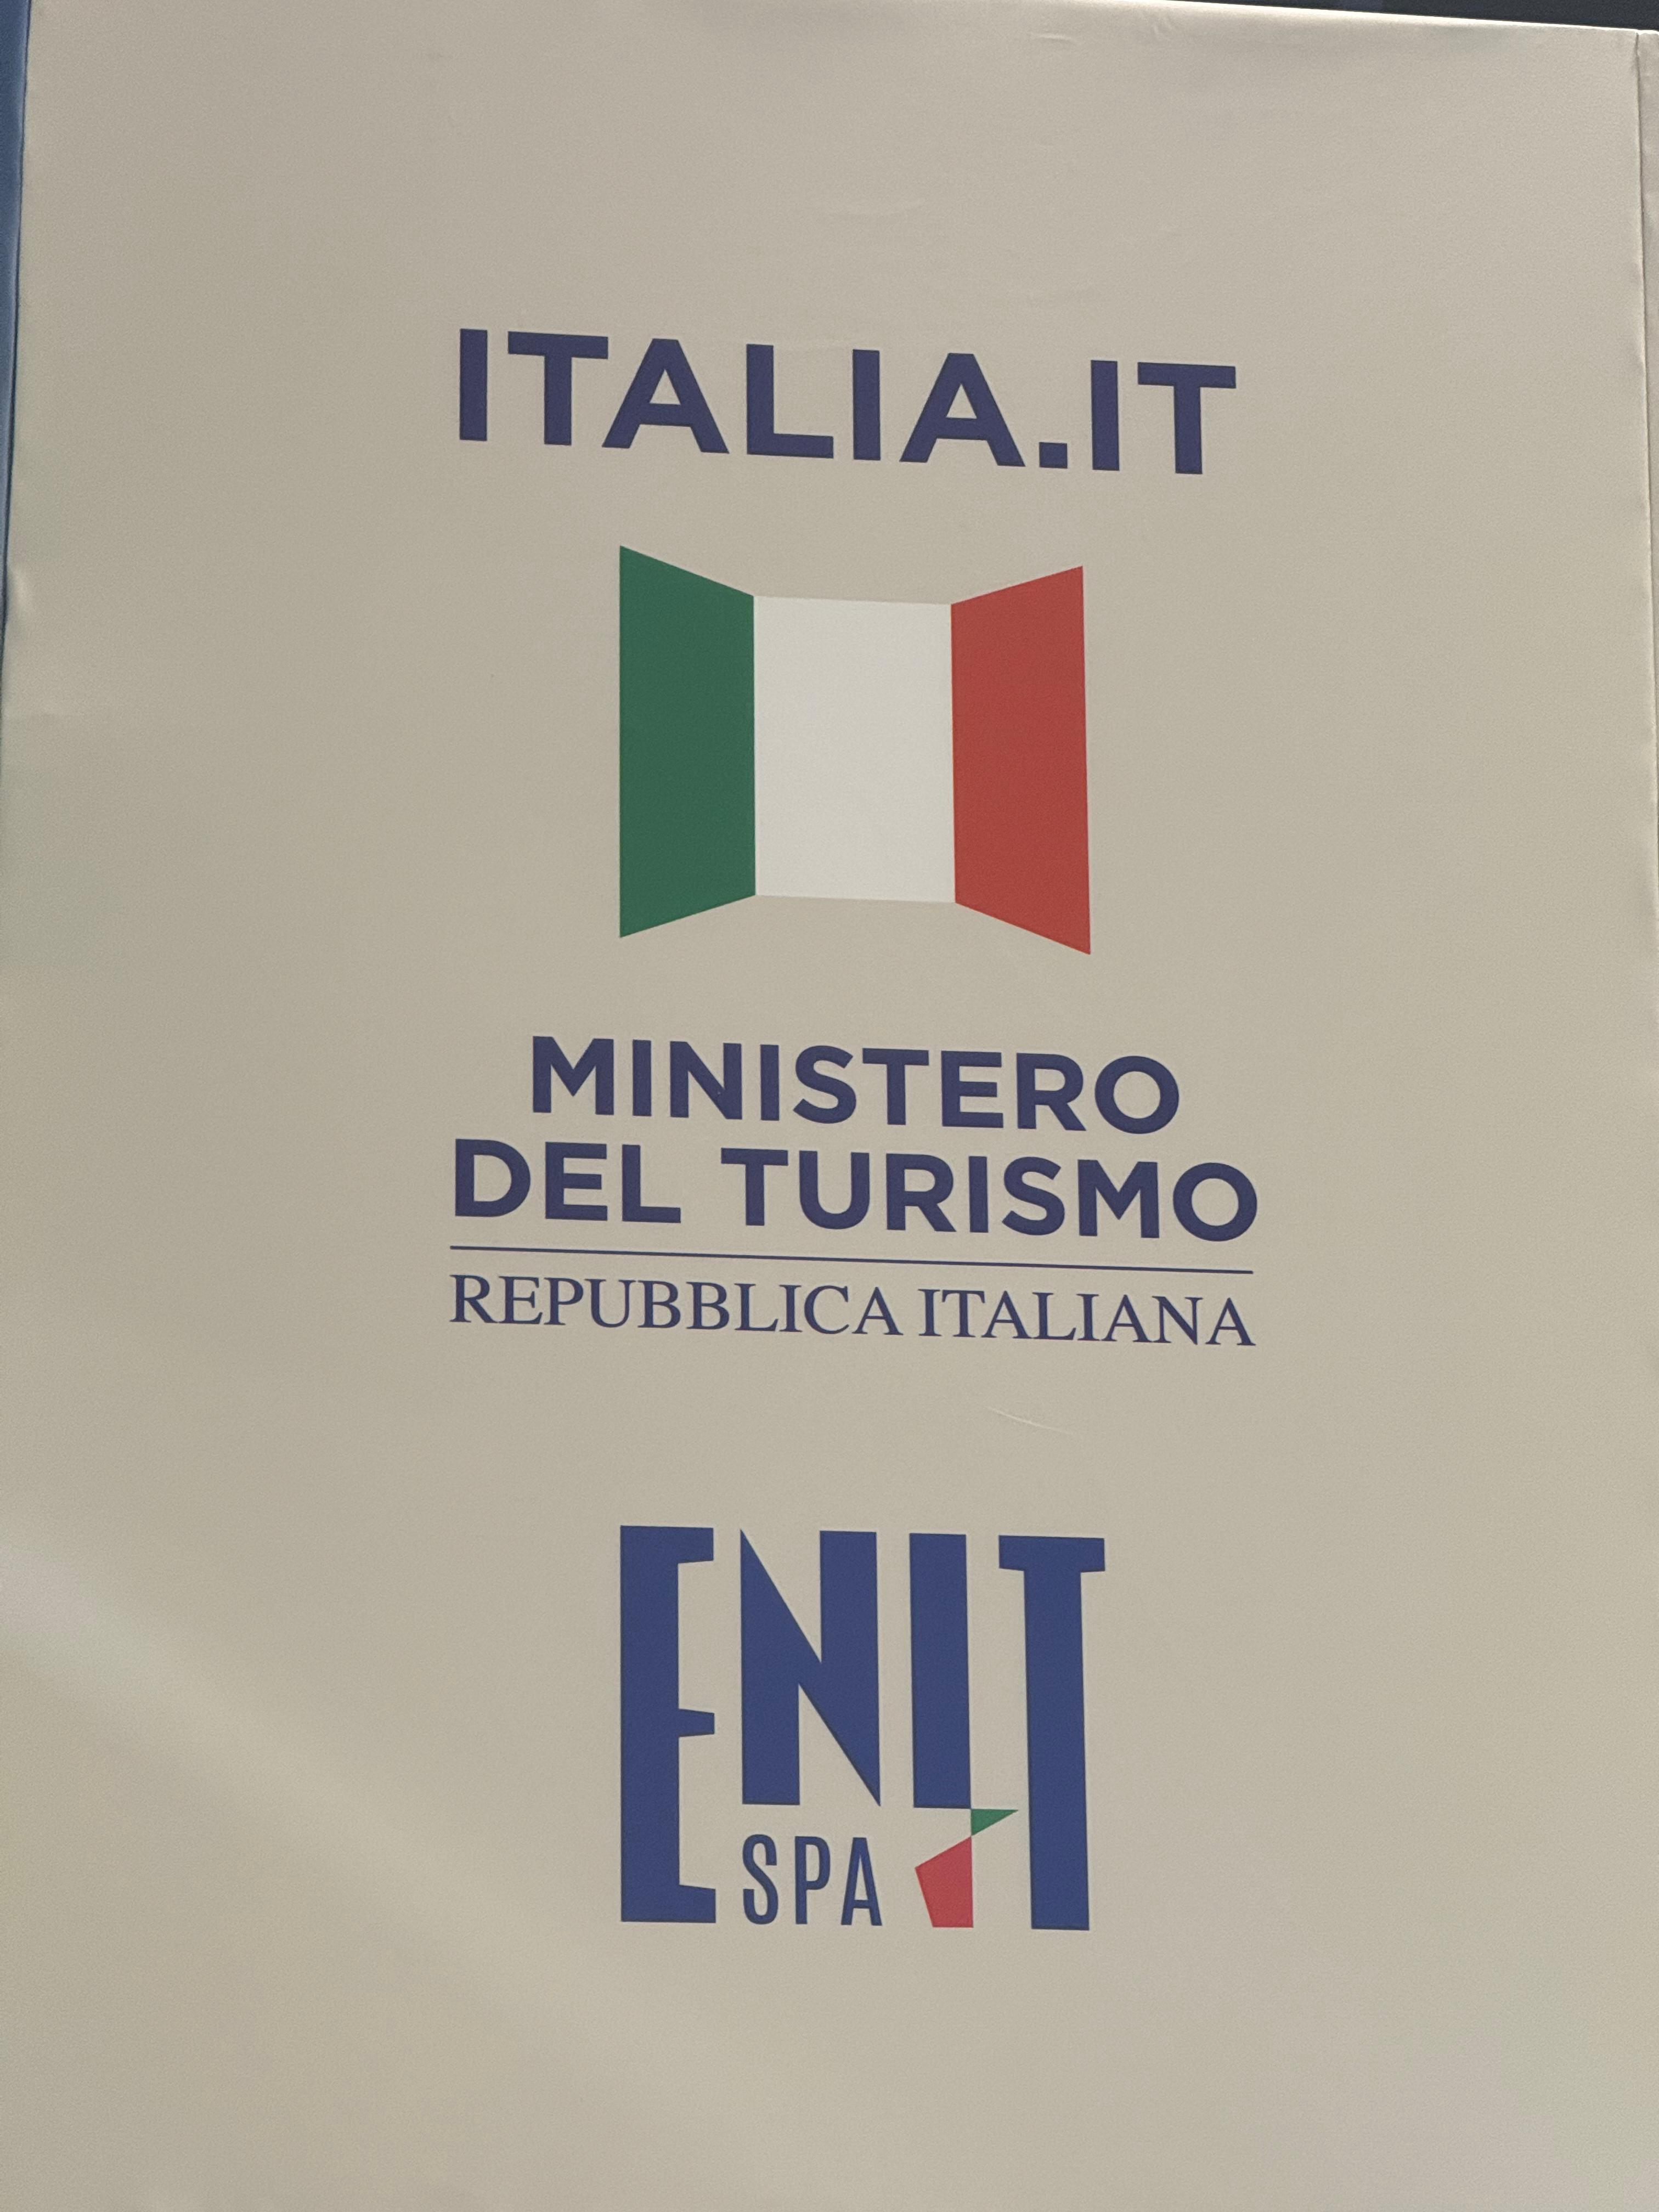 ITALIA.IT
MINISTERO
DEL TURISMO
REPUBBLICA ITALIANA
ENIT
SPA